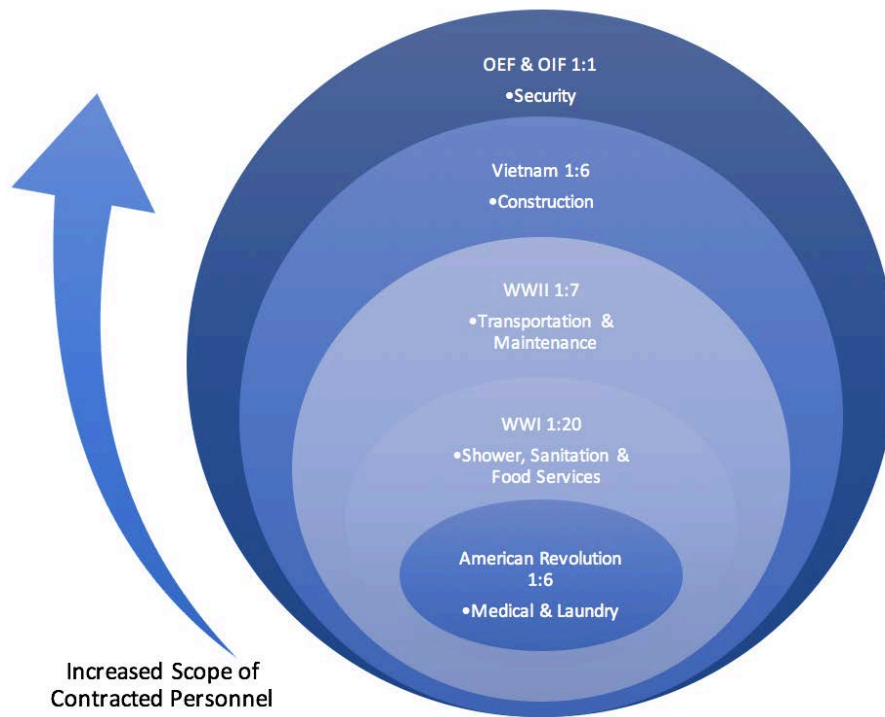 OEF & OIF 1:1
•Security
Vietnam 1:6
•Construction
WWII 1:7
•Transportation &
Maintenance
WWI 1:20
•Shower, Sanitation &
Food Services
American Revolution
1:6
•Medical & Laundry
Increased Scope of
Contracted Personnel